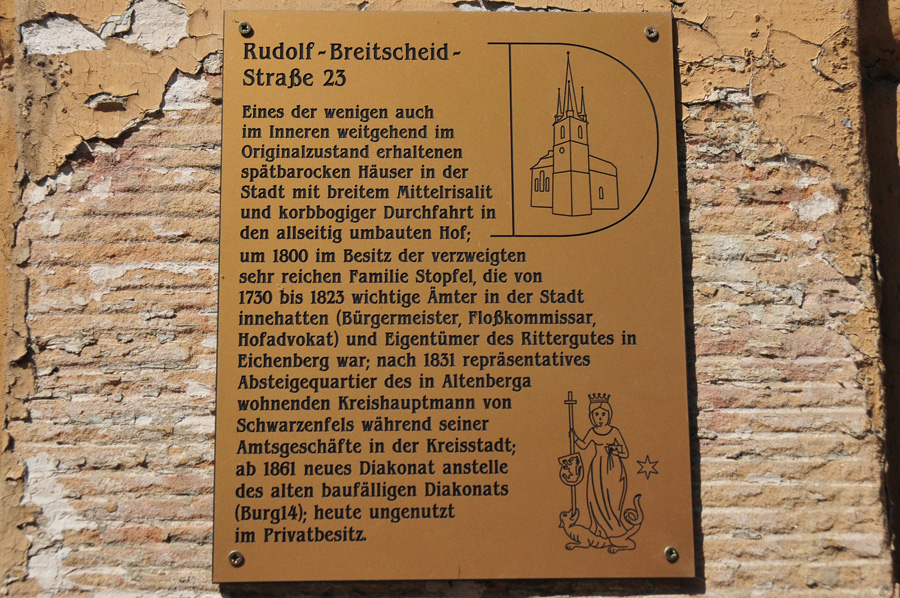 Rudolf-Breitscheid-
Straße 23
Eines der wenigen auch
im Inneren weitgehend im
Originalzustand erhaltenen
spätbarocken Häuser in der
Stadt mit breitem Mittelrisalit
und korbbogiger Durchfahrt in
den allseitig umbauten Hof;
um 1800 im Besitz der verzweigten
sehr reichen Familie Stopfel, die von
1730 bis 1823 wichtige Ämter in der Stadt
innehatten (Bürgermeister, Floßkommissar,
Hofadvokat) und Eigentümer des Rittergutes in
Eichenberg war; nach 1831 repräsentatives
Absteigequartier des in Altenberga
wohnenden Kreishauptmann von
Schwarzenfels während seiner
Amtsgeschäfte in der Kreisstadt;
ab 1861 neues Diakonat anstelle
des alten baufälligen Diakonats
(Burg14); heute ungenutzt
im Privatbesitz.